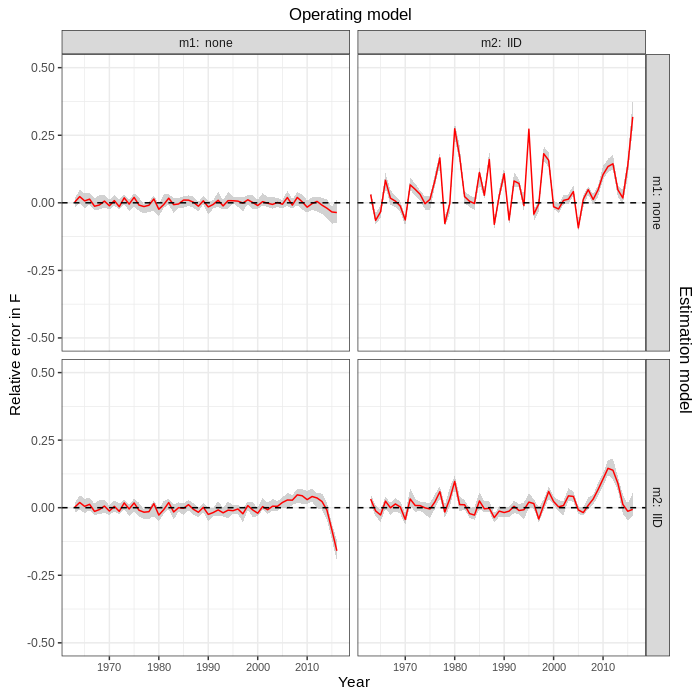 Operating model
m1: none
m2: IID
0.50
0.25
0.00
-0.25
-0.50
m1: none
0.50
0.25
0.00
-0.25
-0.50
m2: IID
Relative error in F
Estimation model
1970 1980 1990 2000 2010
1970 1980 1990 2000 2010
Year